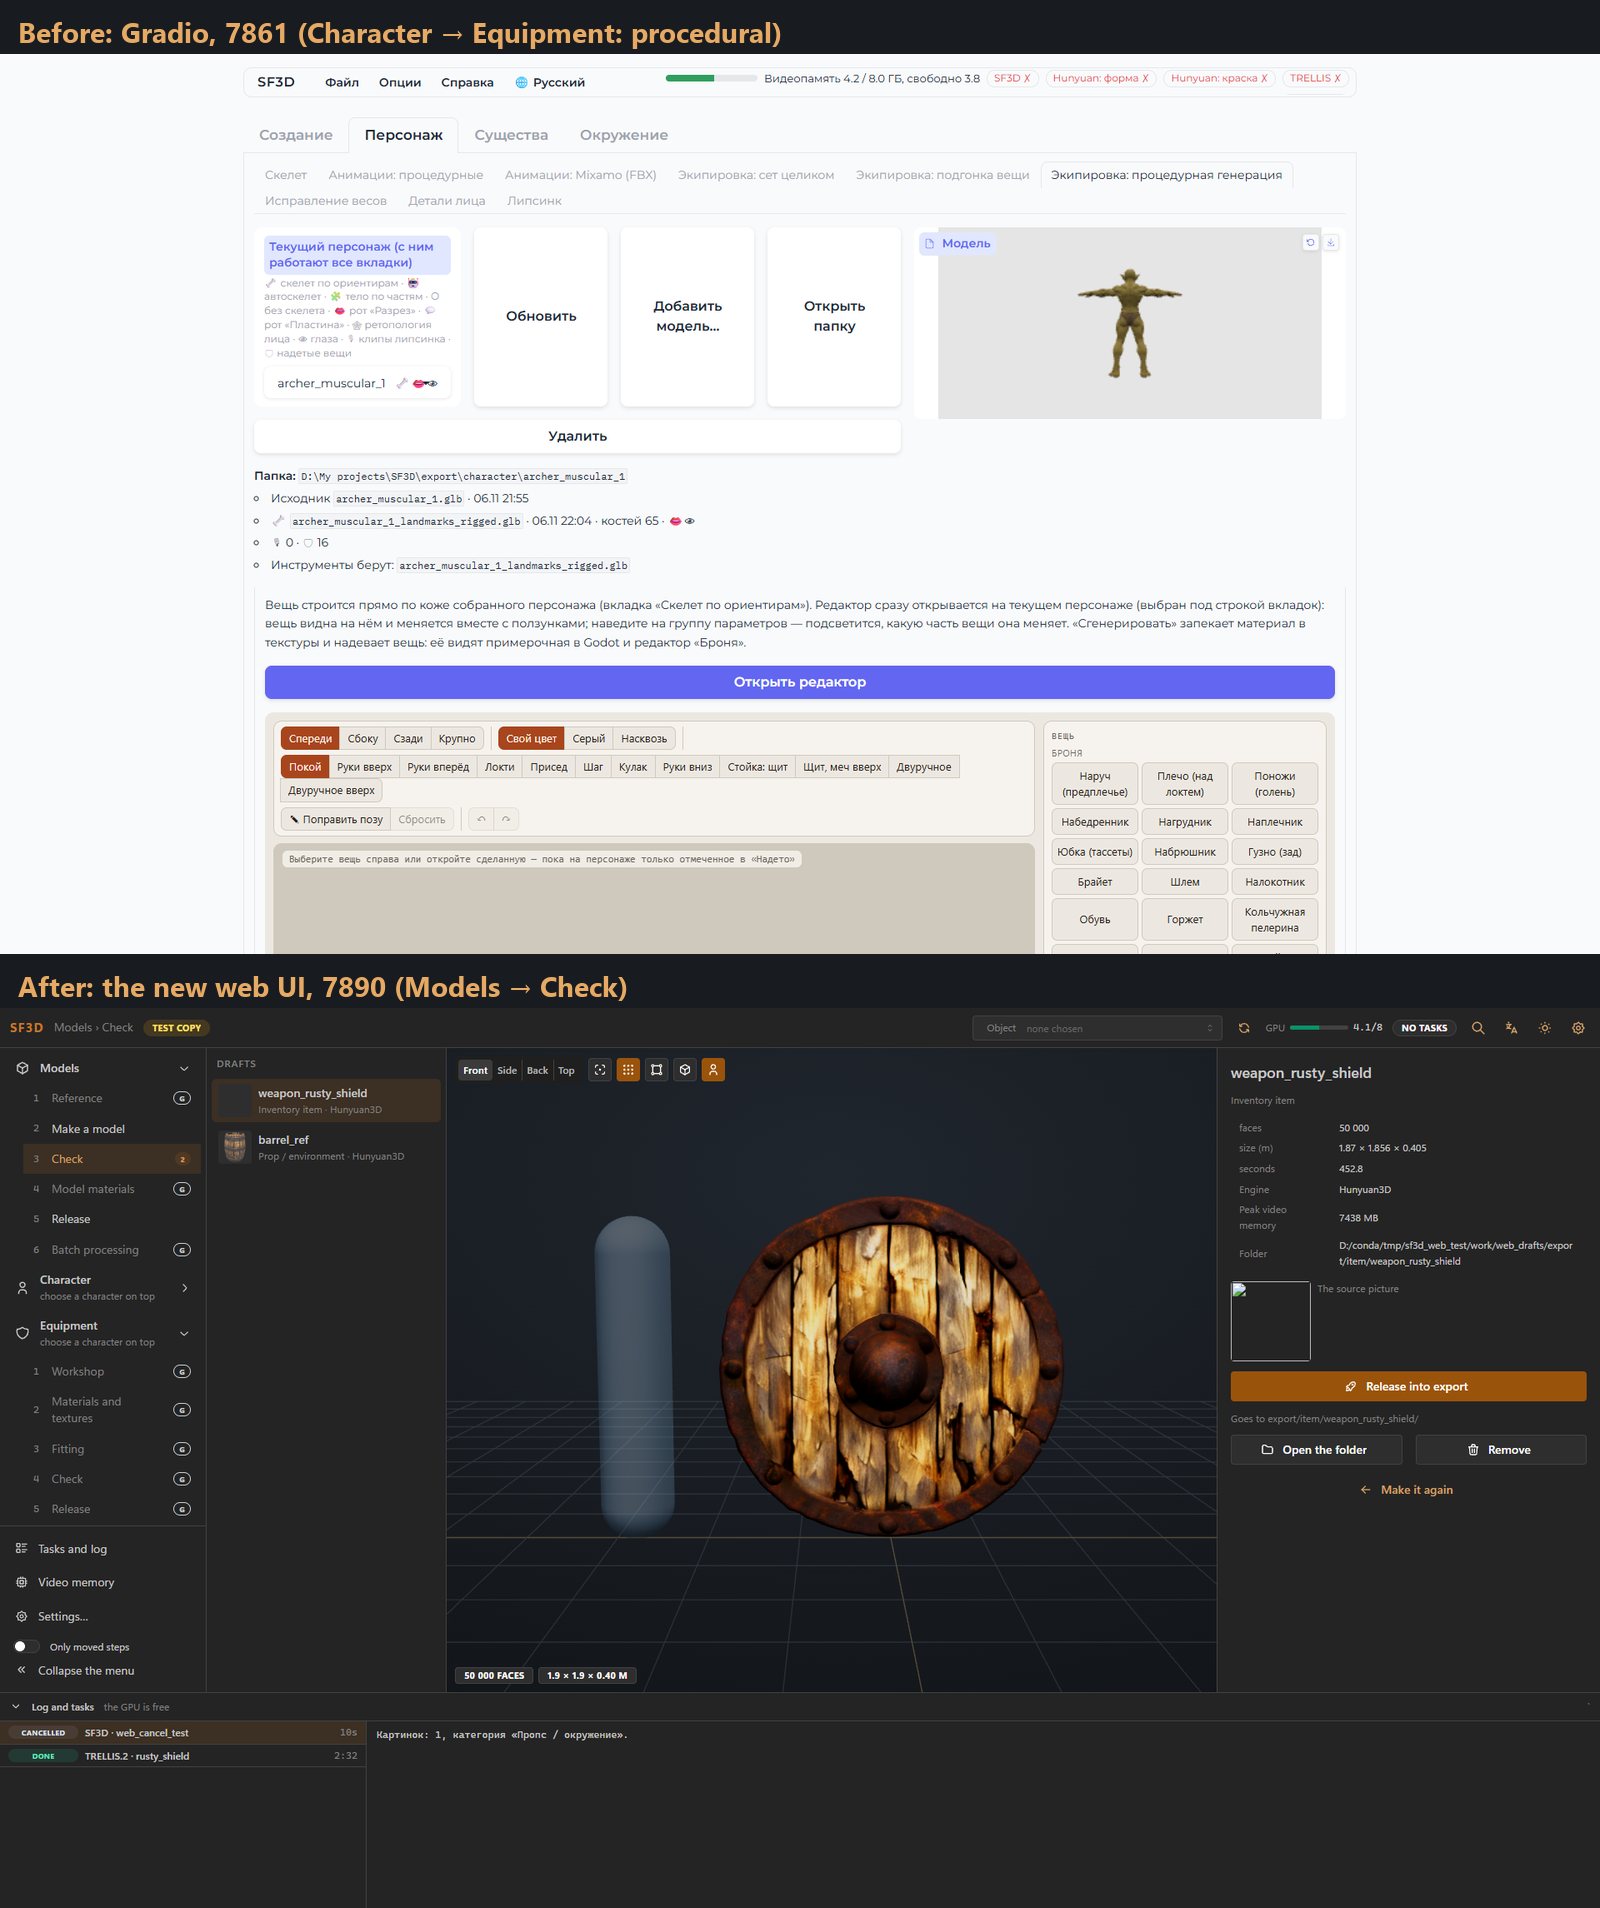 Before: Gradio, 7861 (Character → Equipment: procedural)
SF3D Файл Опции Справка 🌐 Русский Видеопамять 4.2 / 8.0 ГБ, свободно 3.8 SF3D ✗ Hunyuan: форма ✗ Hunyuan: краска ✗ TRELLIS ✗
Создание Персонаж Существа Окружение
Скелет Анимации: процедурные Анимации: Mixamo (FBX) Экипировка: сет целиком Экипировка: подгонка вещи Экипировка: процедурная генерация
Исправление весов Детали лица Липсинк
Текущий персонаж (с ним
работают все вкладки)
🦴 скелет по ориентирам ·
автоскелет · 🧩 тело по частям · O
без скелета · 👄 рот «Разрез» ·
рот «Пластина» · ретопология
лица · 👁 глаза · 🎙 клипы липсинка ·
🛡 надетые вещи
archer_muscular_1
Обновить
Добавить
модель...
Открыть
папку
Модель
Удалить
Папка: D:\My projects\SF3D\export\character\archer_muscular_1
Исходник archer_muscular_1.glb · 06.11 21:55
🦴 archer_muscular_1_landmarks_rigged.glb · 06.11 22:04 · костей 65 · 👄 👁
🎙 0 · 🛡 16
Инструменты берут: archer_muscular_1_landmarks_rigged.glb
Вещь строится прямо по коже собранного персонажа (вкладка «Скелет по ориентирам»). Редактор сразу открывается на текущем персонаже (выбран под строкой вкладок):
вещь видна на нём и меняется вместе с ползунками; наведите на группу параметров — подсветится, какую часть вещи она меняет. «Сгенерировать» запекает материал в
текстуры и надевает вещь: её видят примерочная в Godot и редактор «Броня».
Открыть редактор
Спереди Сбоку Сзади Крупно Свой цвет Серый Насквозь
Покой Руки вверх Руки вперёд Локти Присед Шаг Кулак Руки вниз Стойка: щит Щит, меч вверх Двуручное
Двуручное вверх
Поправить позу Сбросить ↶ ↷
Выберите вещь справа или откройте сделанную — пока на персонаже только отмеченное в «Надето»
ВЕЩЬ
БРОНЯ
Наруч (предплечье) Плечо (над локтем) Поножи (голень)
Набедренник Нагрудник Наплечник
Юбка (тассеты) Набрюшник Гузно (зад)
Брайет Шлем Налокотник
Обувь Горжет Кольчужная пелерина
After: the new web UI, 7890 (Models → Check)
SF3D Models › Check TEST COPY Object none chosen GPU 4.1/8 NO TASKS
Models
1 Reference G
2 Make a model
3 Check 2
4 Model materials G
5 Release
6 Batch processing G
Character
choose a character on top
Equipment
choose a character on top
1 Workshop G
2 Materials and textures G
3 Fitting G
4 Check G
5 Release G
Tasks and log
Video memory
Settings...
Only moved steps
Collapse the menu
DRAFTS
weapon_rusty_shield
Inventory item · Hunyuan3D
barrel_ref
Prop / environment · Hunyuan3D
Front Side Back Top
50 000 FACES 1.9 × 1.9 × 0.40 M
weapon_rusty_shield
Inventory item
faces 50 000
size (m) 1.87 × 1.856 × 0.405
seconds 452.8
Engine Hunyuan3D
Peak video memory 7438 MB
Folder D:/conda/tmp/sf3d_web_test/work/web_drafts/expor
t/item/weapon_rusty_shield
The source picture
Release into export
Goes to export/item/weapon_rusty_shield/
Open the folder Remove
← Make it again
Log and tasks the GPU is free
CANCELLED SF3D · web_cancel_test 10s
DONE TRELLIS.2 · rusty_shield 2:32
Картинок: 1, категория «Пропс / окружение».